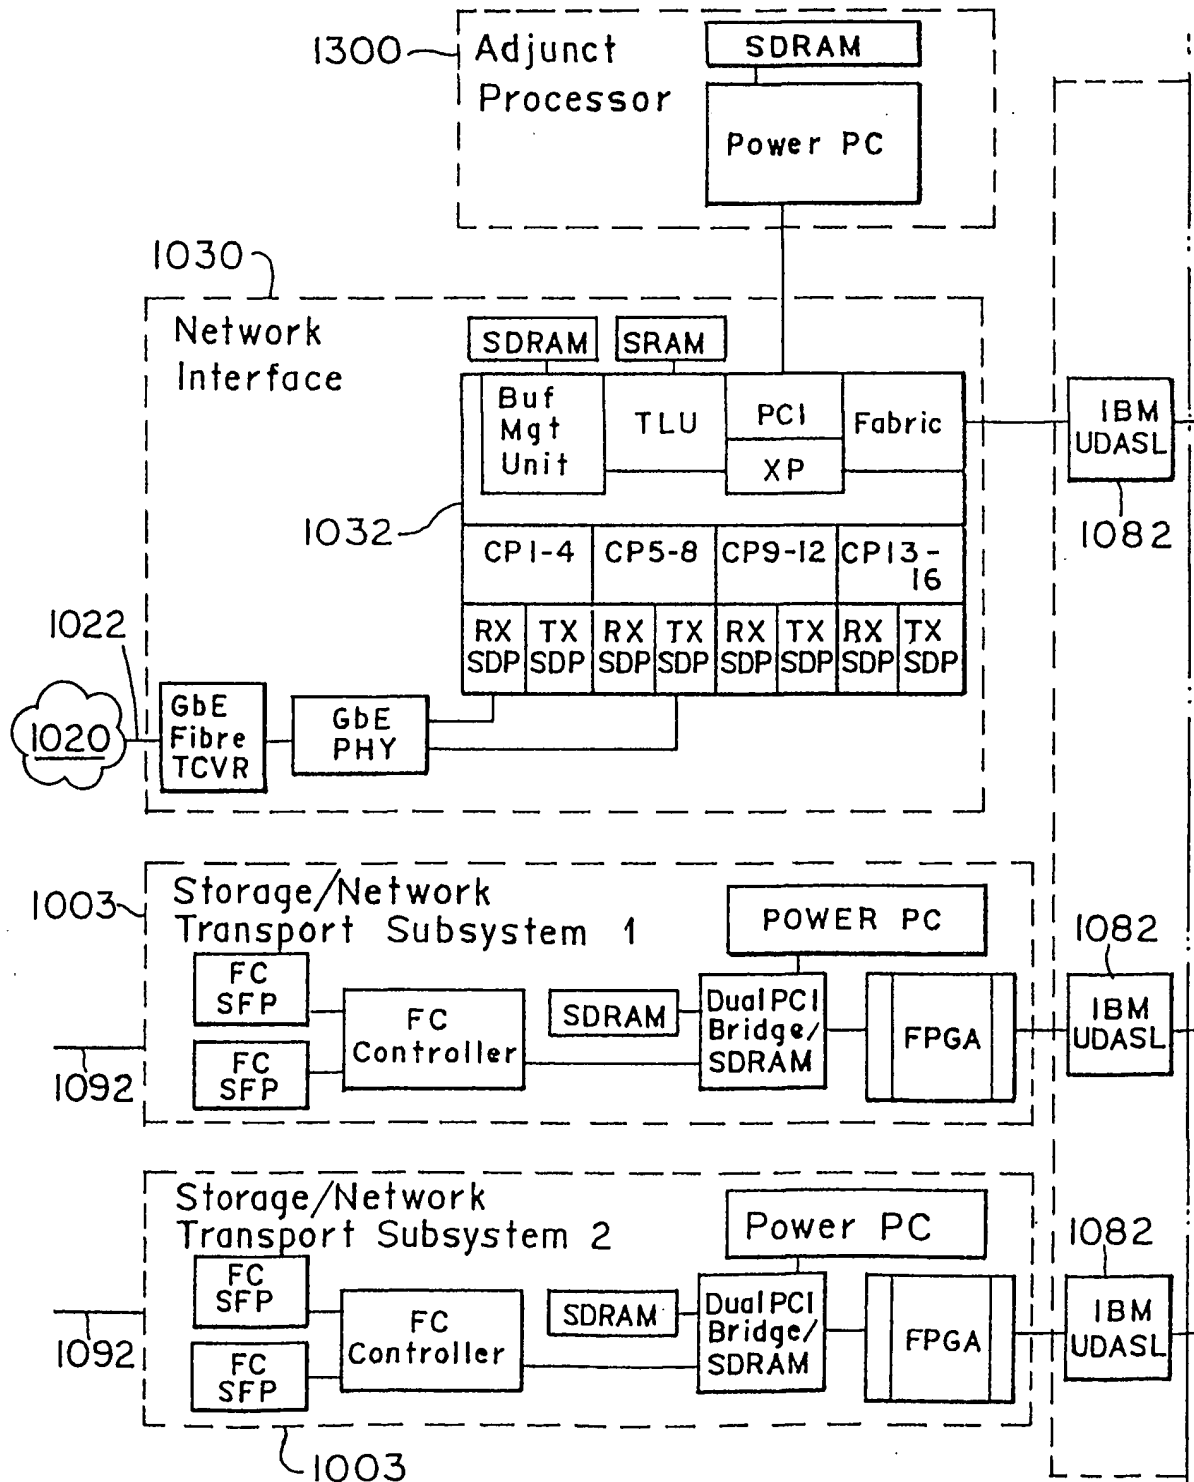 1300
Adjunct
Processor
SDRAM
Power PC
1030
Network
Interface
SDRAM
SRAM
Buf
Mgt
Unit
TLU
PCI
XP
Fabric
IBM
UDASL
1082
1032
CP1-4
CP5-8
CP9-12
CP13-
16
RX
SDP
TX
SDP
RX
SDP
TX
SDP
RX
SDP
TX
SDP
RX
SDP
TX
SDP
1022
1020
GbE
Fibre
TCVR
GbE
PHY
1003
Storage/Network
Transport Subsystem 1
POWER PC
FC
SFP
FC
SFP
FC
Controller
SDRAM
Dual PCI
Bridge/
SDRAM
FPGA
1082
IBM
UDASL
1092
Storage/Network
Transport Subsystem 2
Power PC
FC
SFP
FC
SFP
FC
Controller
SDRAM
Dual PCI
Bridge/
SDRAM
FPGA
1082
IBM
UDASL
1092
1003